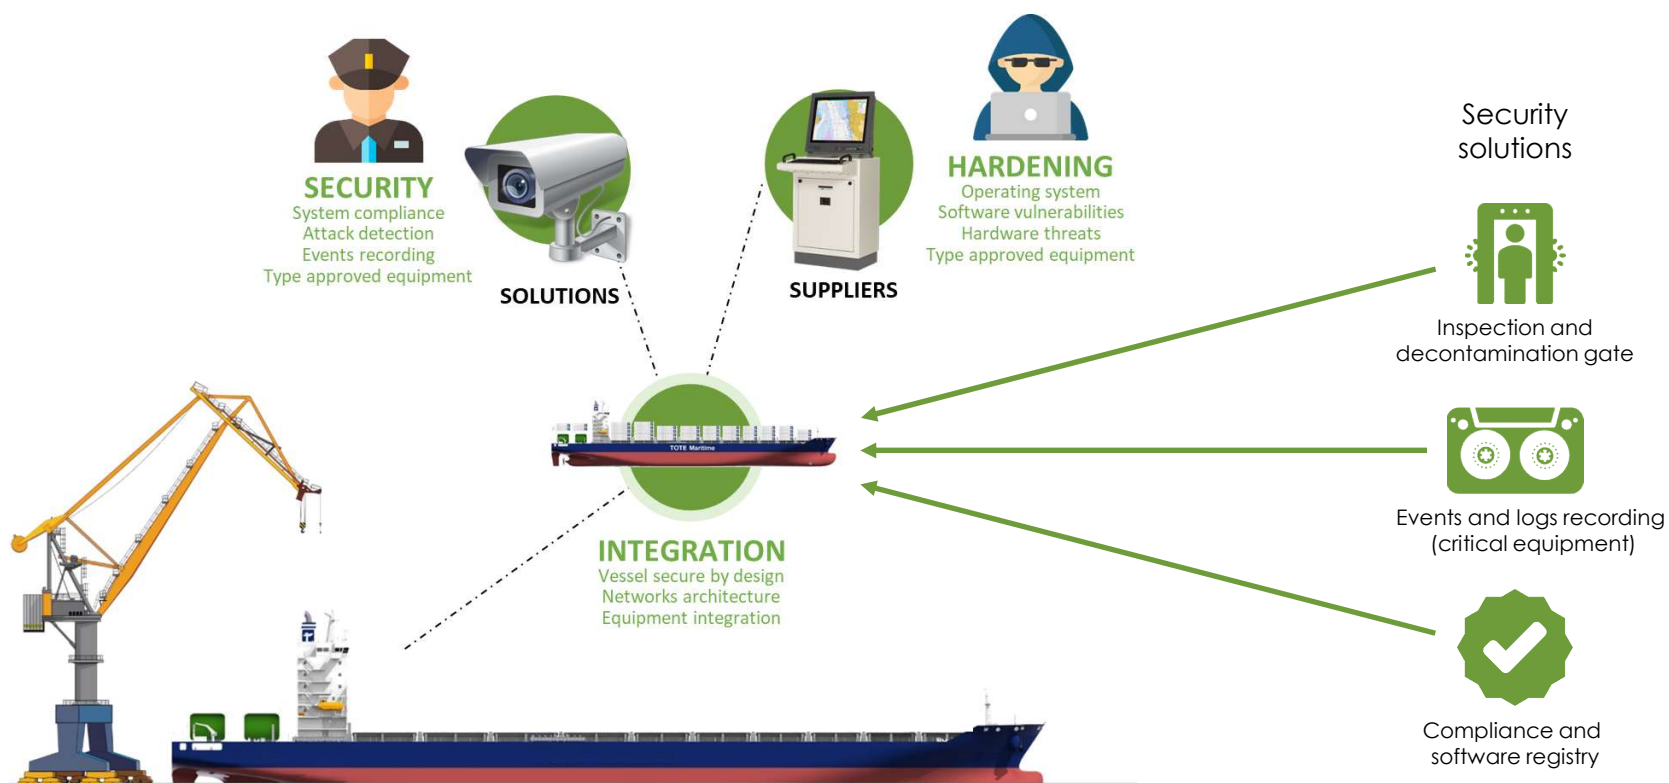 SECURITY
System compliance
Attack detection
Events recording
Type approved equipment
SOLUTIONS
SUPPLIERS
HARDENING
Operating system
Software vulnerabilities
Hardware threats
Type approved equipment
TOTE Maritime
INTEGRATION
Vessel secure by design
Networks architecture
Equipment integration
Security
solutions
Inspection and
decontamination gate
Events and logs recording
(critical equipment)
Compliance and
software registry